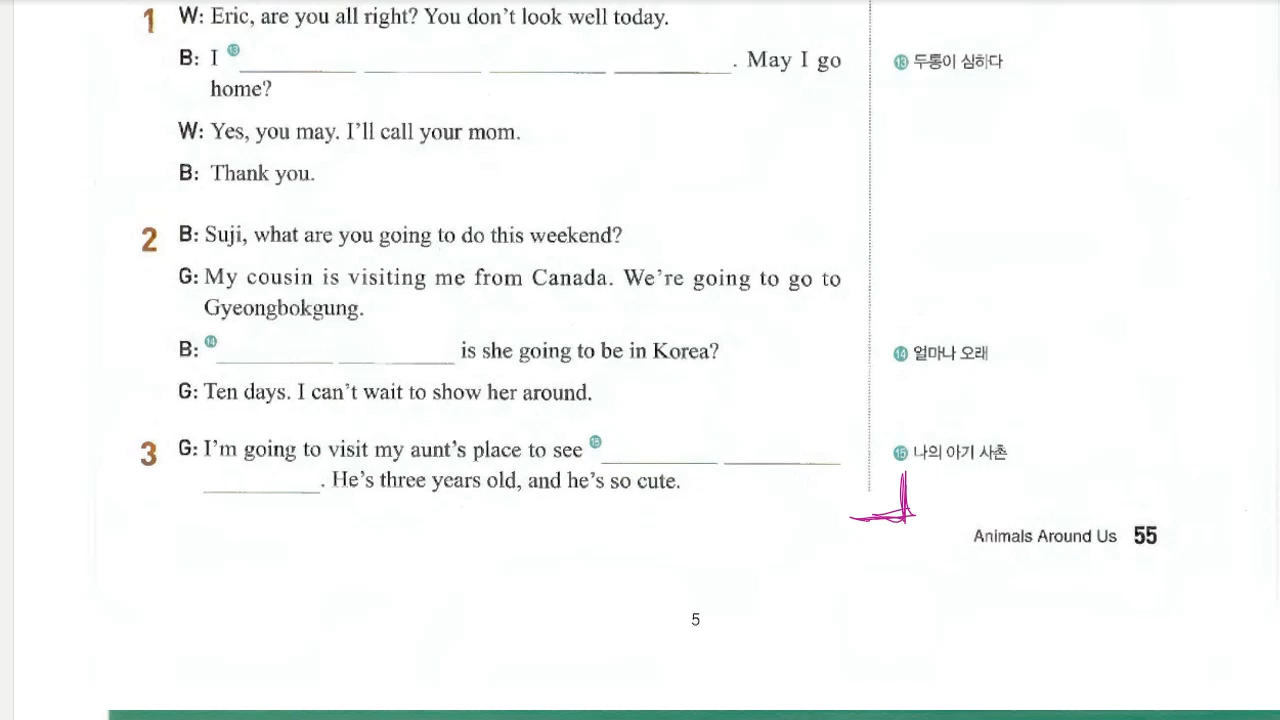 1 W: Eric, are you all right? You don't look well today.
B: I ⑬ ________ ________ ________ ________. May I go ⑬ 두통이 심하다
home?
W: Yes, you may. I'll call your mom.
B: Thank you.
2 B: Suji, what are you going to do this weekend?
G: My cousin is visiting me from Canada. We're going to go to
Gyeongbokgung.
B: ⑭ ________ ________ is she going to be in Korea? ⑭ 얼마나 오래
G: Ten days. I can't wait to show her around.
3 G: I'm going to visit my aunt's place to see ⑮ ________ ________ ⑮ 나의 아기 사촌
________. He's three years old, and he's so cute.
Animals Around Us 55
5